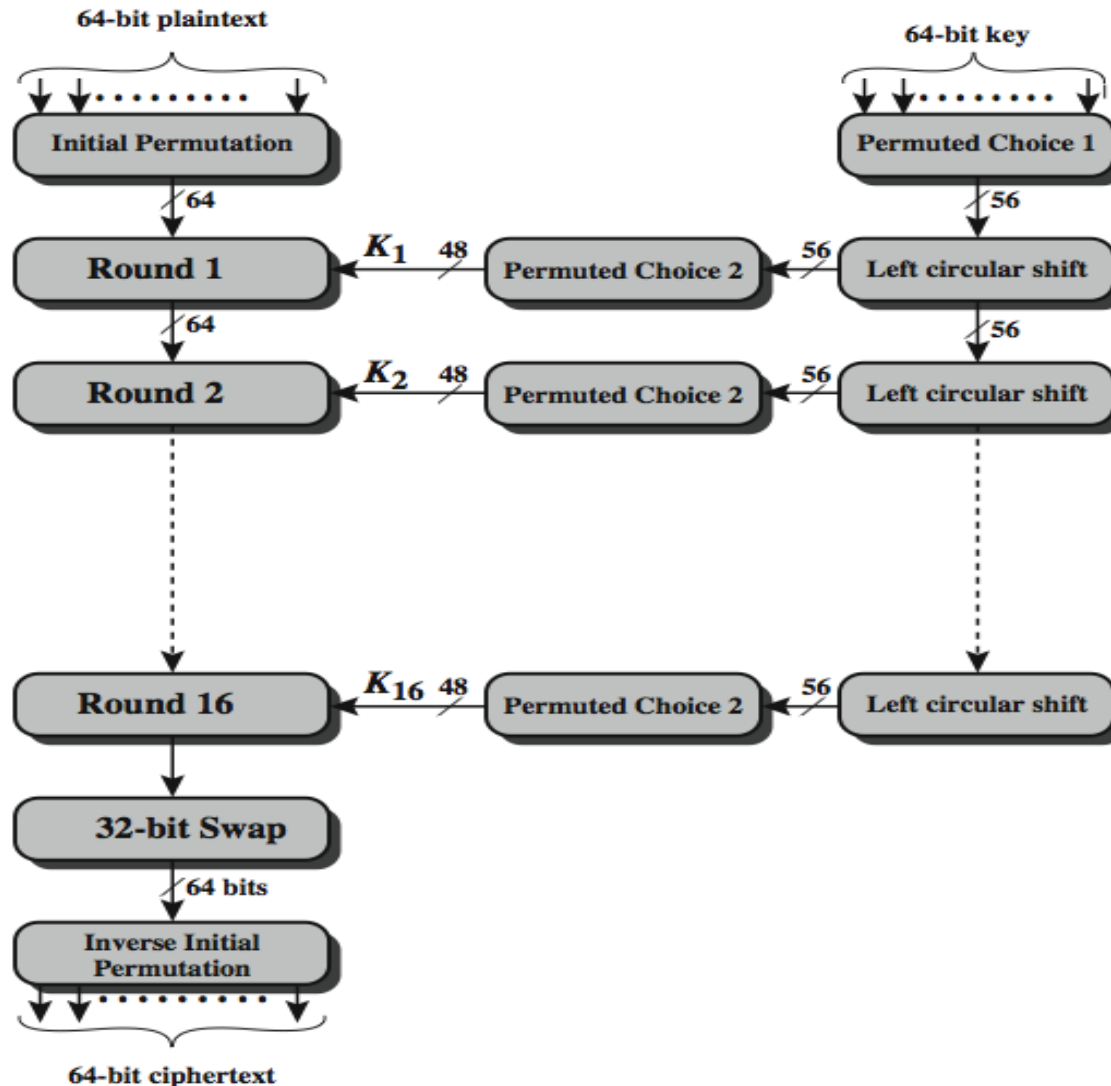 64-bit plaintext
64-bit key
Initial Permutation
Permuted Choice 1
64
56
Round 1
K1
48
Permuted Choice 2
56
Left circular shift
64
56
Round 2
K2
48
Permuted Choice 2
56
Left circular shift
Round 16
K16
48
Permuted Choice 2
56
Left circular shift
32-bit Swap
64 bits
Inverse Initial
Permutation
64-bit ciphertext